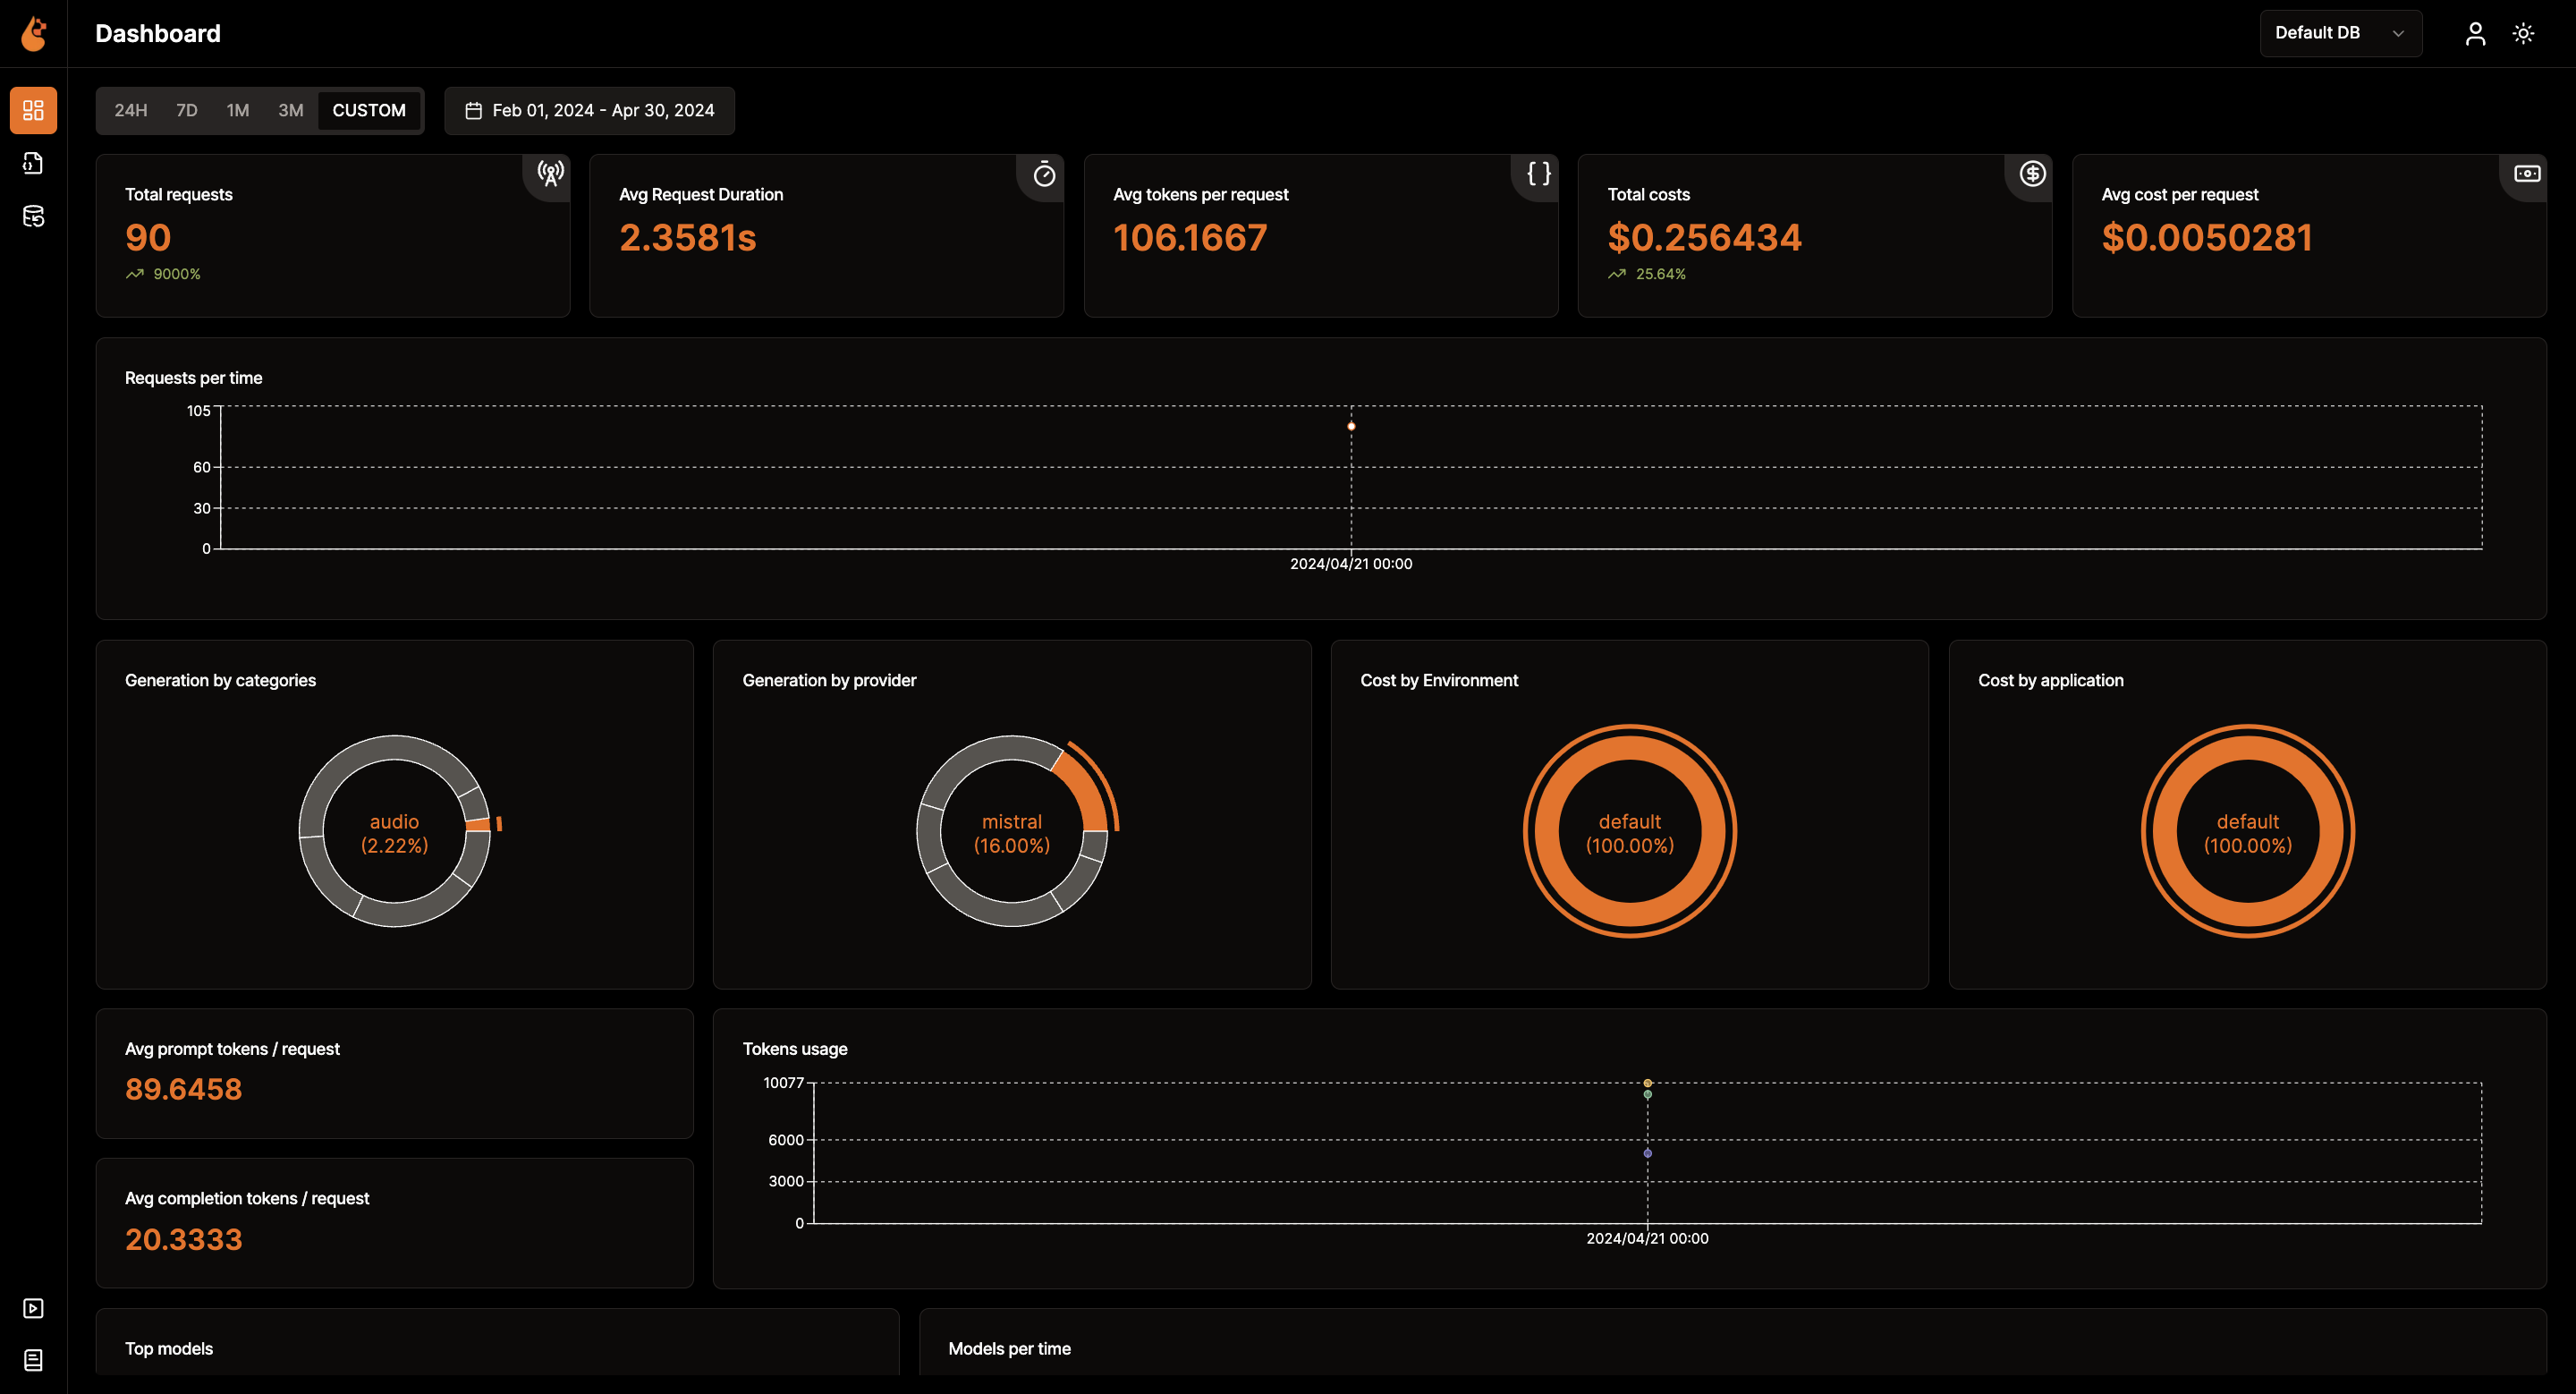 Dashboard
Default DB
24H 7D 1M 3M CUSTOM
Feb 01, 2024 - Apr 30, 2024
Total requests
90
9000%
Avg Request Duration
2.3581s
Avg tokens per request
106.1667
Total costs
$0.256434
25.64%
Avg cost per request
$0.0050281
Requests per time
105
60
30
0
2024/04/21 00:00
Generation by categories
audio
(2.22%)
Generation by provider
mistral
(16.00%)
Cost by Environment
default
(100.00%)
Cost by application
default
(100.00%)
Avg prompt tokens / request
89.6458
Avg completion tokens / request
20.3333
Tokens usage
10077
6000
3000
0
2024/04/21 00:00
Top models
Models per time